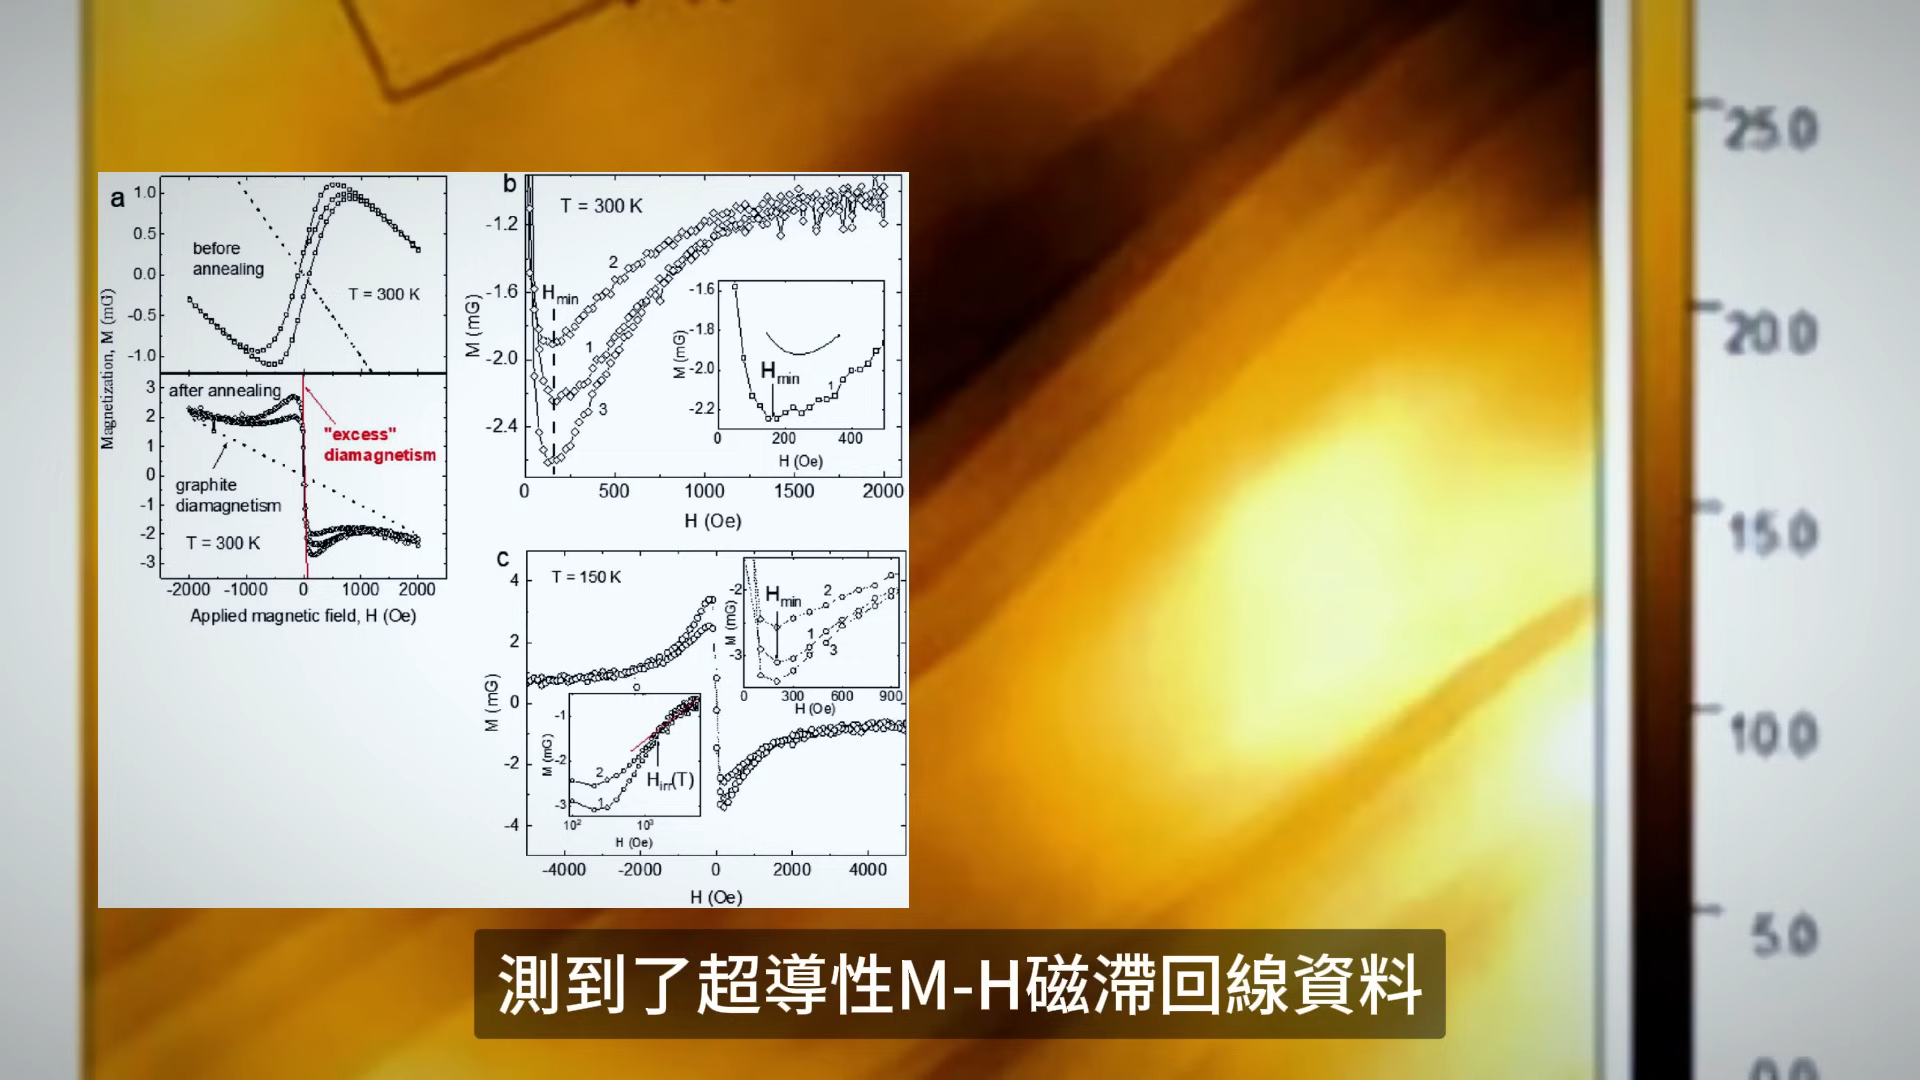 a
1.0
0.5
0.0
-0.5
-1.0
before
annealing
T = 300 K
Magnetization, M (mG)
3
2
1
0
-1
-2
-3
after annealing
"excess"
diamagnetism
graphite
diamagnetism
T = 300 K
-2000 -1000 0 1000 2000
Applied magnetic field, H (Oe)
b
T = 300 K
-1.2
-1.6
-2.0
-2.4
M (mG)
Hmin
2
1
3
0 500 1000 1500 2000
H (Oe)
-1.6
-1.8
-2.0
-2.2
M (mG)
Hmin
1
0 200 400
H (Oe)
c
T = 150 K
4
2
0
-2
-4
M (mG)
-4000 -2000 0 2000 4000
H (Oe)
-2
-3
M (mG)
Hmin
2
1
3
0 300 600 900
H (Oe)
-1
-2
-3
M (mG)
2
1
Hirr(T)
10² 10³
H (Oe)
25.0
20.0
15.0
10.0
5.0
0.0
測到了超導性M-H磁滯回線資料